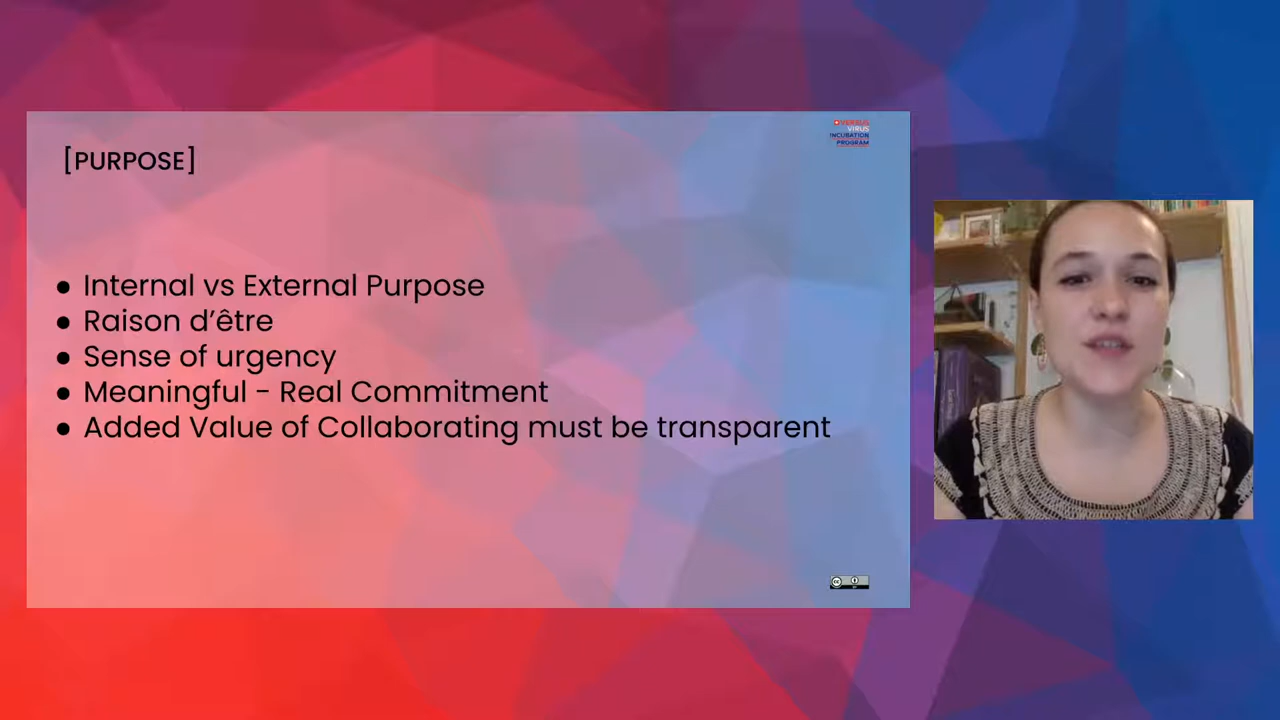 [PURPOSE]
VERSUS
VIRUS
INCUBATION
PROGRAM
● Internal vs External Purpose
● Raison d’être
● Sense of urgency
● Meaningful - Real Commitment
● Added Value of Collaborating must be transparent
cc